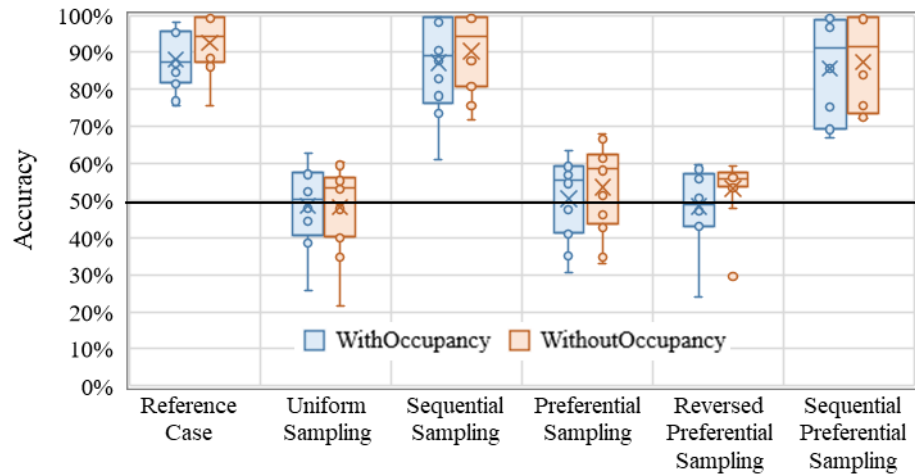 100%
90%
80%
70%
60%
50%
40%
30%
20%
10%
0%
Accuracy
WithOccupancy WithoutOccupancy
Reference
Case
Uniform
Sampling
Sequential
Sampling
Preferential
Sampling
Reversed
Preferential
Sampling
Sequential
Preferential
Sampling